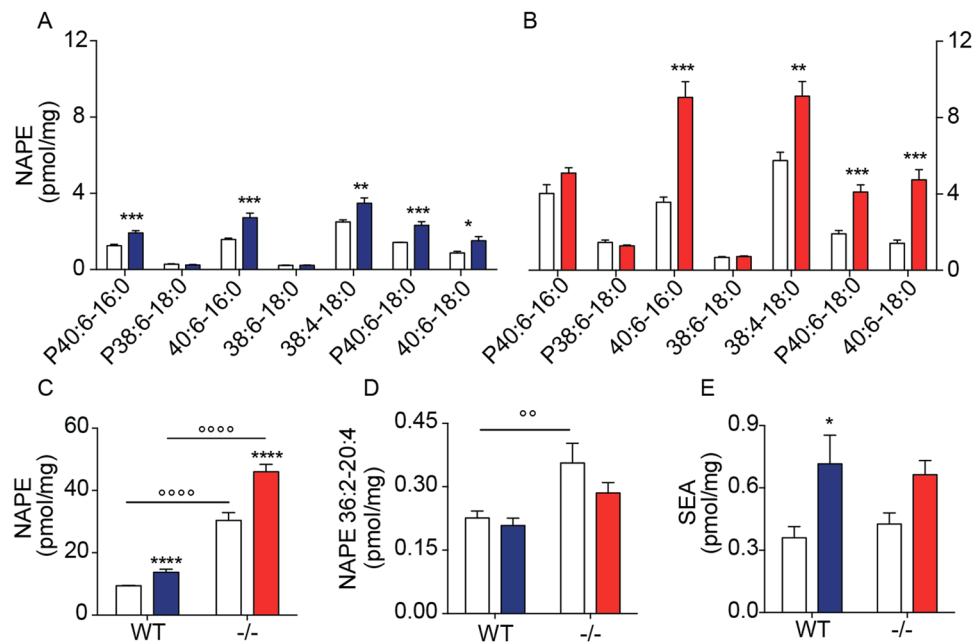 A
B
12
8
4
0
NAPE
(pmol/mg)
***
***
**
***
*
P40:6-16:0
P38:6-18:0
40:6-16:0
38:6-18:0
38:4-18:0
P40:6-18:0
40:6-18:0
***
**
***
***
12
8
4
0
P40:6-16:0
P38:6-18:0
40:6-16:0
38:6-18:0
38:4-18:0
P40:6-18:0
40:6-18:0
C
60
40
20
0
NAPE
(pmol/mg)
°°°°
°°°°
****
****
WT
-/-
D
0.45
0.30
0.15
0.00
NAPE 36:2-20:4
(pmol/mg)
°°
WT
-/-
E
0.9
0.6
0.3
0.0
SEA
(pmol/mg)
*
WT
-/-